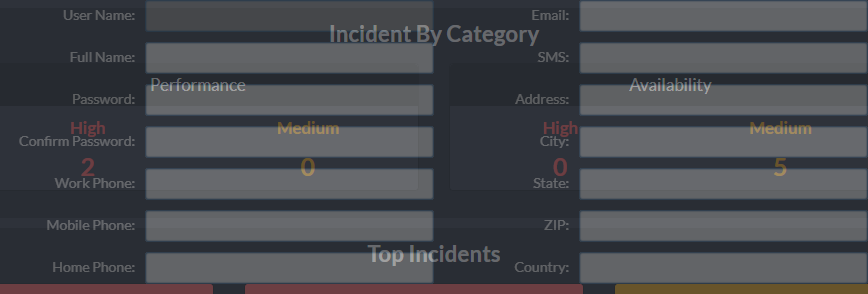 User Name: Email:
Incident By Category
Full Name: SMS:
Performance Availability
Password: Address:
High Medium High Medium
Confirm Password: City:
2 0 0 5
Work Phone: State:
Mobile Phone: ZIP:
Top Incidents
Home Phone: Country: